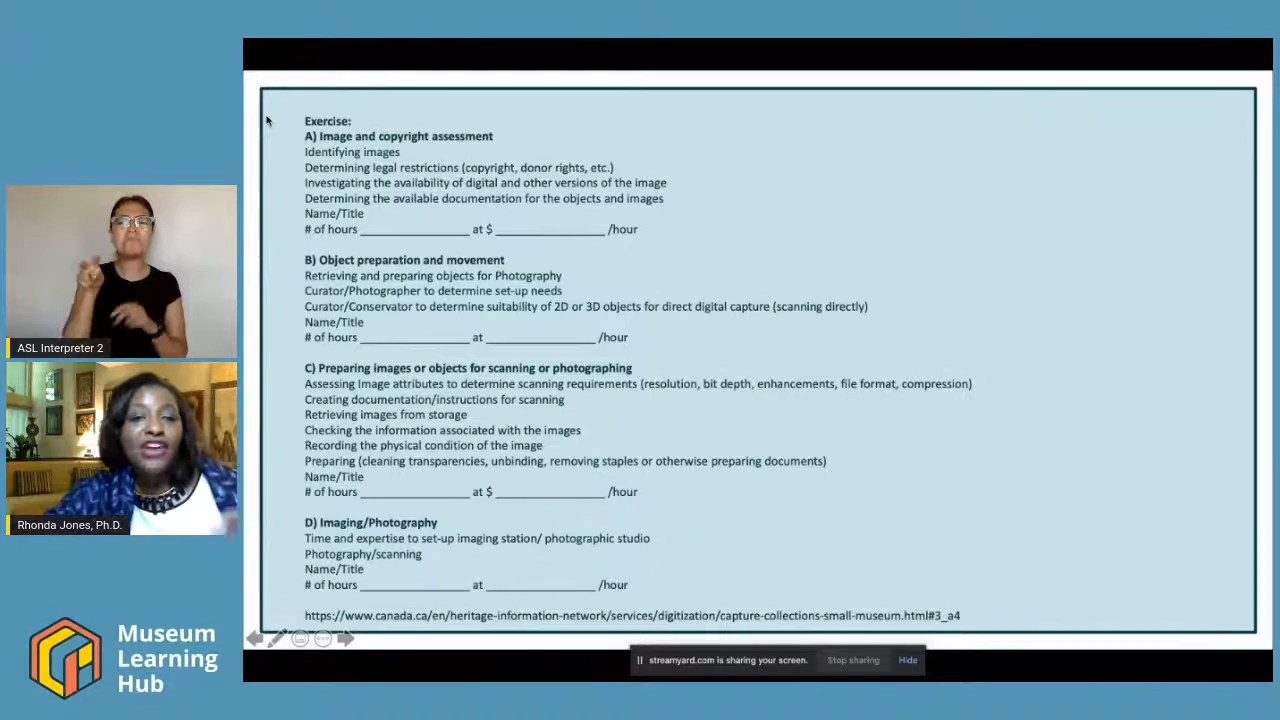 Exercise:
A) Image and copyright assessment
Identifying images
Determining legal restrictions (copyright, donor rights, etc.)
Investigating the availability of digital and other versions of the image
Determining the available documentation for the objects and images
Name/Title
# of hours _________________ at $ _________________ /hour
B) Object preparation and movement
Retrieving and preparing objects for Photography
Curator/Photographer to determine set-up needs
Curator/Conservator to determine suitability of 2D or 3D objects for direct digital capture (scanning directly)
Name/Title
# of hours _________________ at _________________ /hour
C) Preparing images or objects for scanning or photographing
Assessing Image attributes to determine scanning requirements (resolution, bit depth, enhancements, file format, compression)
Creating documentation/instructions for scanning
Retrieving images from storage
Checking the information associated with the images
Recording the physical condition of the image
Preparing (cleaning transparencies, unbinding, removing staples or otherwise preparing documents)
Name/Title
# of hours _________________ at $ _________________ /hour
D) Imaging/Photography
Time and expertise to set-up imaging station/ photographic studio
Photography/scanning
Name/Title
# of hours _________________ at _________________ /hour
https://www.canada.ca/en/heritage-information-network/services/digitization/capture-collections-small-museum.html#3_a4
streamyard.com is sharing your screen.
Stop sharing
Hide
ASL Interpreter 2
Rhonda Jones, Ph.D.
Museum
Learning
Hub